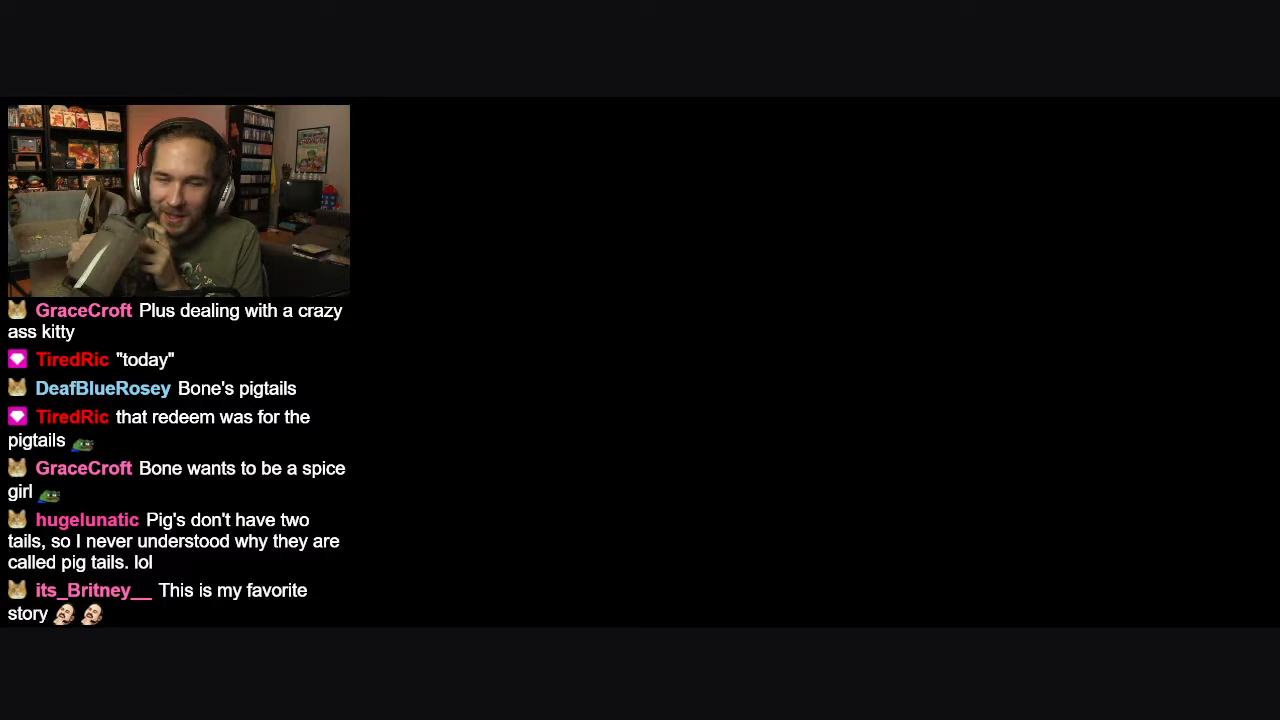 GraceCroft Plus dealing with a crazy
ass kitty
TiredRic "today"
DeafBlueRosey Bone's pigtails
TiredRic that redeem was for the
pigtails
GraceCroft Bone wants to be a spice
girl
hugelunatic Pig's don't have two
tails, so I never understood why they are
called pig tails. lol
its_Britney__ This is my favorite
story